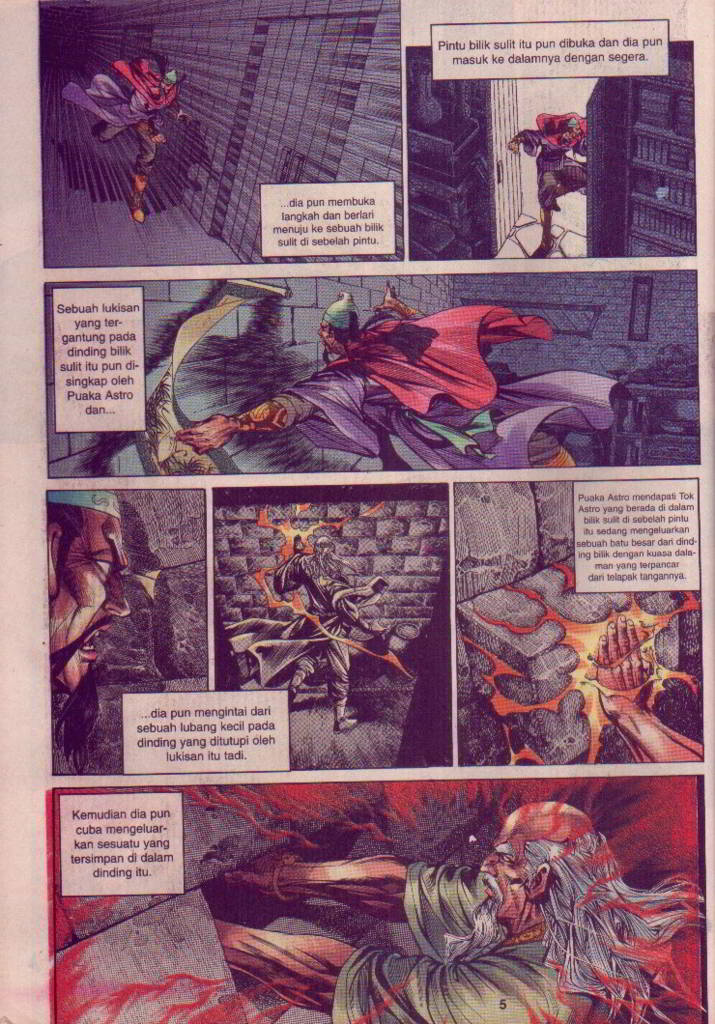 ...dia pun membuka
langkah dan berlari
menuju ke sebuah bilik
sulit di sebelah pintu.
Pintu bilik sulit itu pun dibuka dan dia pun
masuk ke dalamnya dengan segera.
Sebuah lukisan
yang ter-
gantung pada
dinding bilik
sulit itu pun di-
singkap oleh
Puaka Astro
dan...
...dia pun mengintai dari
sebuah lubang kecil pada
dinding yang ditutupi oleh
lukisan itu tadi.
Puaka Astro mendapati Tok
Astro yang berada di dalam
bilik sulit di sebelah pintu
itu sedang mengeluarkan
sebuah batu besar dari dind-
ing bilik dengan kuasa dala-
man yang terpancar
dari telapak tangannya.
Kemudian dia pun
cuba mengeluar-
kan sesuatu yang
tersimpan di dalam
dinding itu.
5